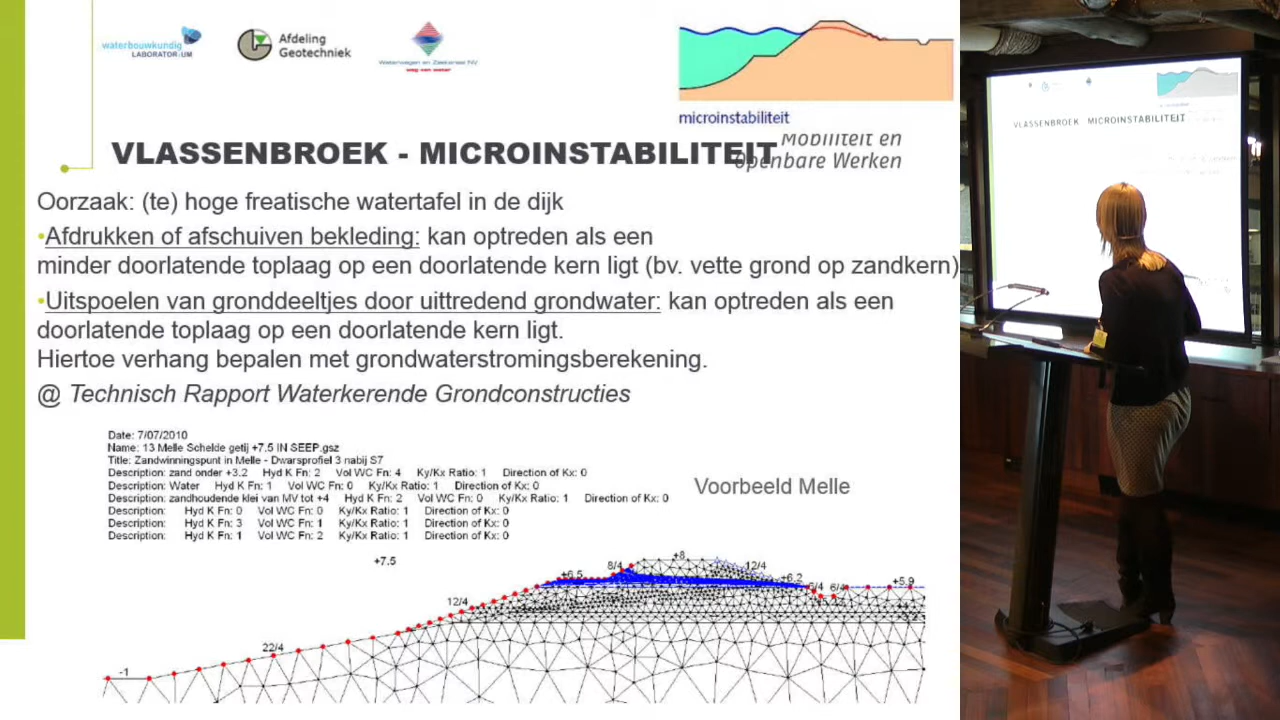 waterbouwkundig
LABORATORIUM
Afdeling
Geotechniek
Waterwegen en Zeekanaal NV
weg van water
microinstabiliteit
Mobiliteit en
Openbare Werken
VLASSENBROEK - MICROINSTABILITEIT
Oorzaak: (te) hoge freatische watertafel in de dijk
•Afdrukken of afschuiven bekleding: kan optreden als een
minder doorlatende toplaag op een doorlatende kern ligt (bv. vette grond op zandkern)
•Uitspoelen van gronddeeltjes door uittredend grondwater: kan optreden als een
doorlatende toplaag op een doorlatende kern ligt.
Hiertoe verhang bepalen met grondwaterstromingsberekening.
@ Technisch Rapport Waterkerende Grondconstructies
Date: 7/07/2010
Name: 13 Melle Schelde getij +7.5 IN SEEP.gsz
Title: Zandwinningspunt in Melle - Dwarsprofiel 3 nabij S7
Description: zand onder +3.2 Hyd K Fn: 2 Vol WC Fn: 4 Ky/Kx Ratio: 1 Direction of Kx: 0
Description: Water Hyd K Fn: 1 Vol WC Fn: 0 Ky/Kx Ratio: 1 Direction of Kx: 0
Description: zandhoudende klei van MV tot +4 Hyd K Fn: 2 Vol WC Fn: 0 Ky/Kx Ratio: 1 Direction of Kx: 0
Description: Hyd K Fn: 0 Vol WC Fn: 0 Ky/Kx Ratio: 1 Direction of Kx: 0
Description: Hyd K Fn: 3 Vol WC Fn: 1 Ky/Kx Ratio: 1 Direction of Kx: 0
Description: Hyd K Fn: 1 Vol WC Fn: 2 Ky/Kx Ratio: 1 Direction of Kx: 0
Voorbeeld Melle
+7.5
+8
8/4
12/4
+6.5
+6.2
6/4
6/4
+5.9
12/4
22/4
-1
VLASSENBROEK MICROINSTABILITEIT